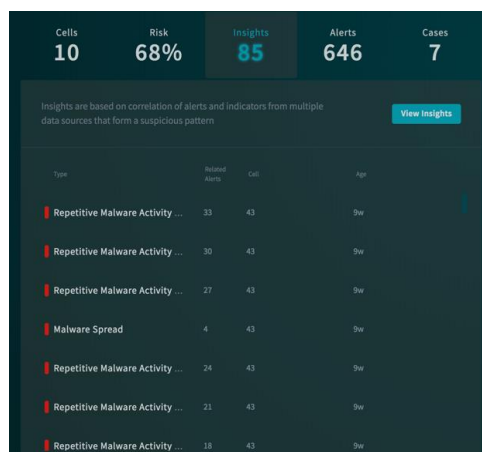 Cells Risk Insights Alerts Cases
10 68% 85 646 7
Insights are based on correlation of alerts and indicators from multiple
data sources that form a suspicious pattern
View Insights
Type Related Alerts Cell Age
Repetitive Malware Activity ... 33 43 9w
Repetitive Malware Activity ... 30 43 9w
Repetitive Malware Activity ... 27 43 9w
Malware Spread 4 43 9w
Repetitive Malware Activity ... 24 43 9w
Repetitive Malware Activity ... 21 43 9w
Repetitive Malware Activity ... 18 43 9w